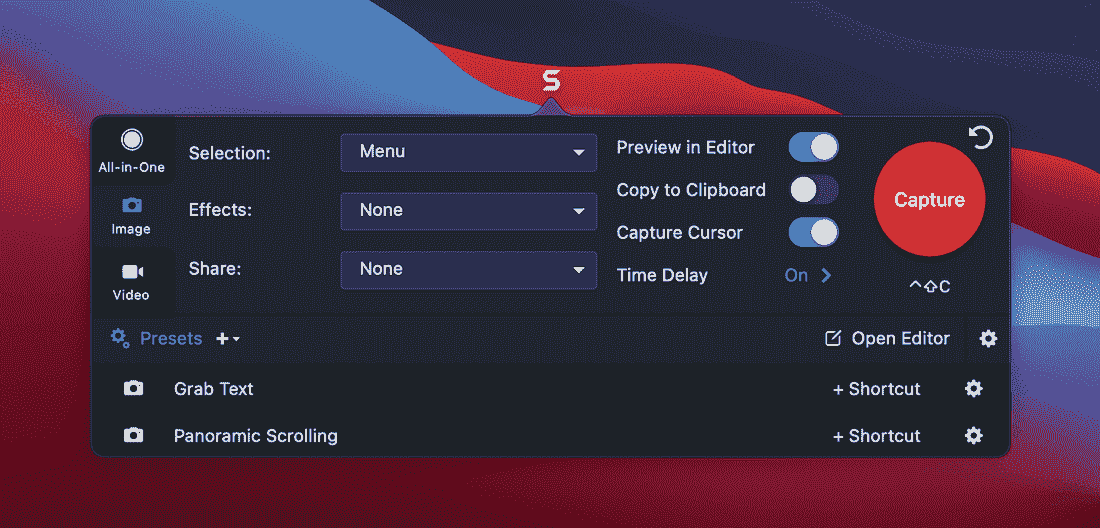 S
All-in-One
Image
Video
Selection: Menu
Effects: None
Share: None
Preview in Editor
Copy to Clipboard
Capture Cursor
Time Delay On >
Capture
^⇧C
Presets +
Open Editor
Grab Text + Shortcut
Panoramic Scrolling + Shortcut